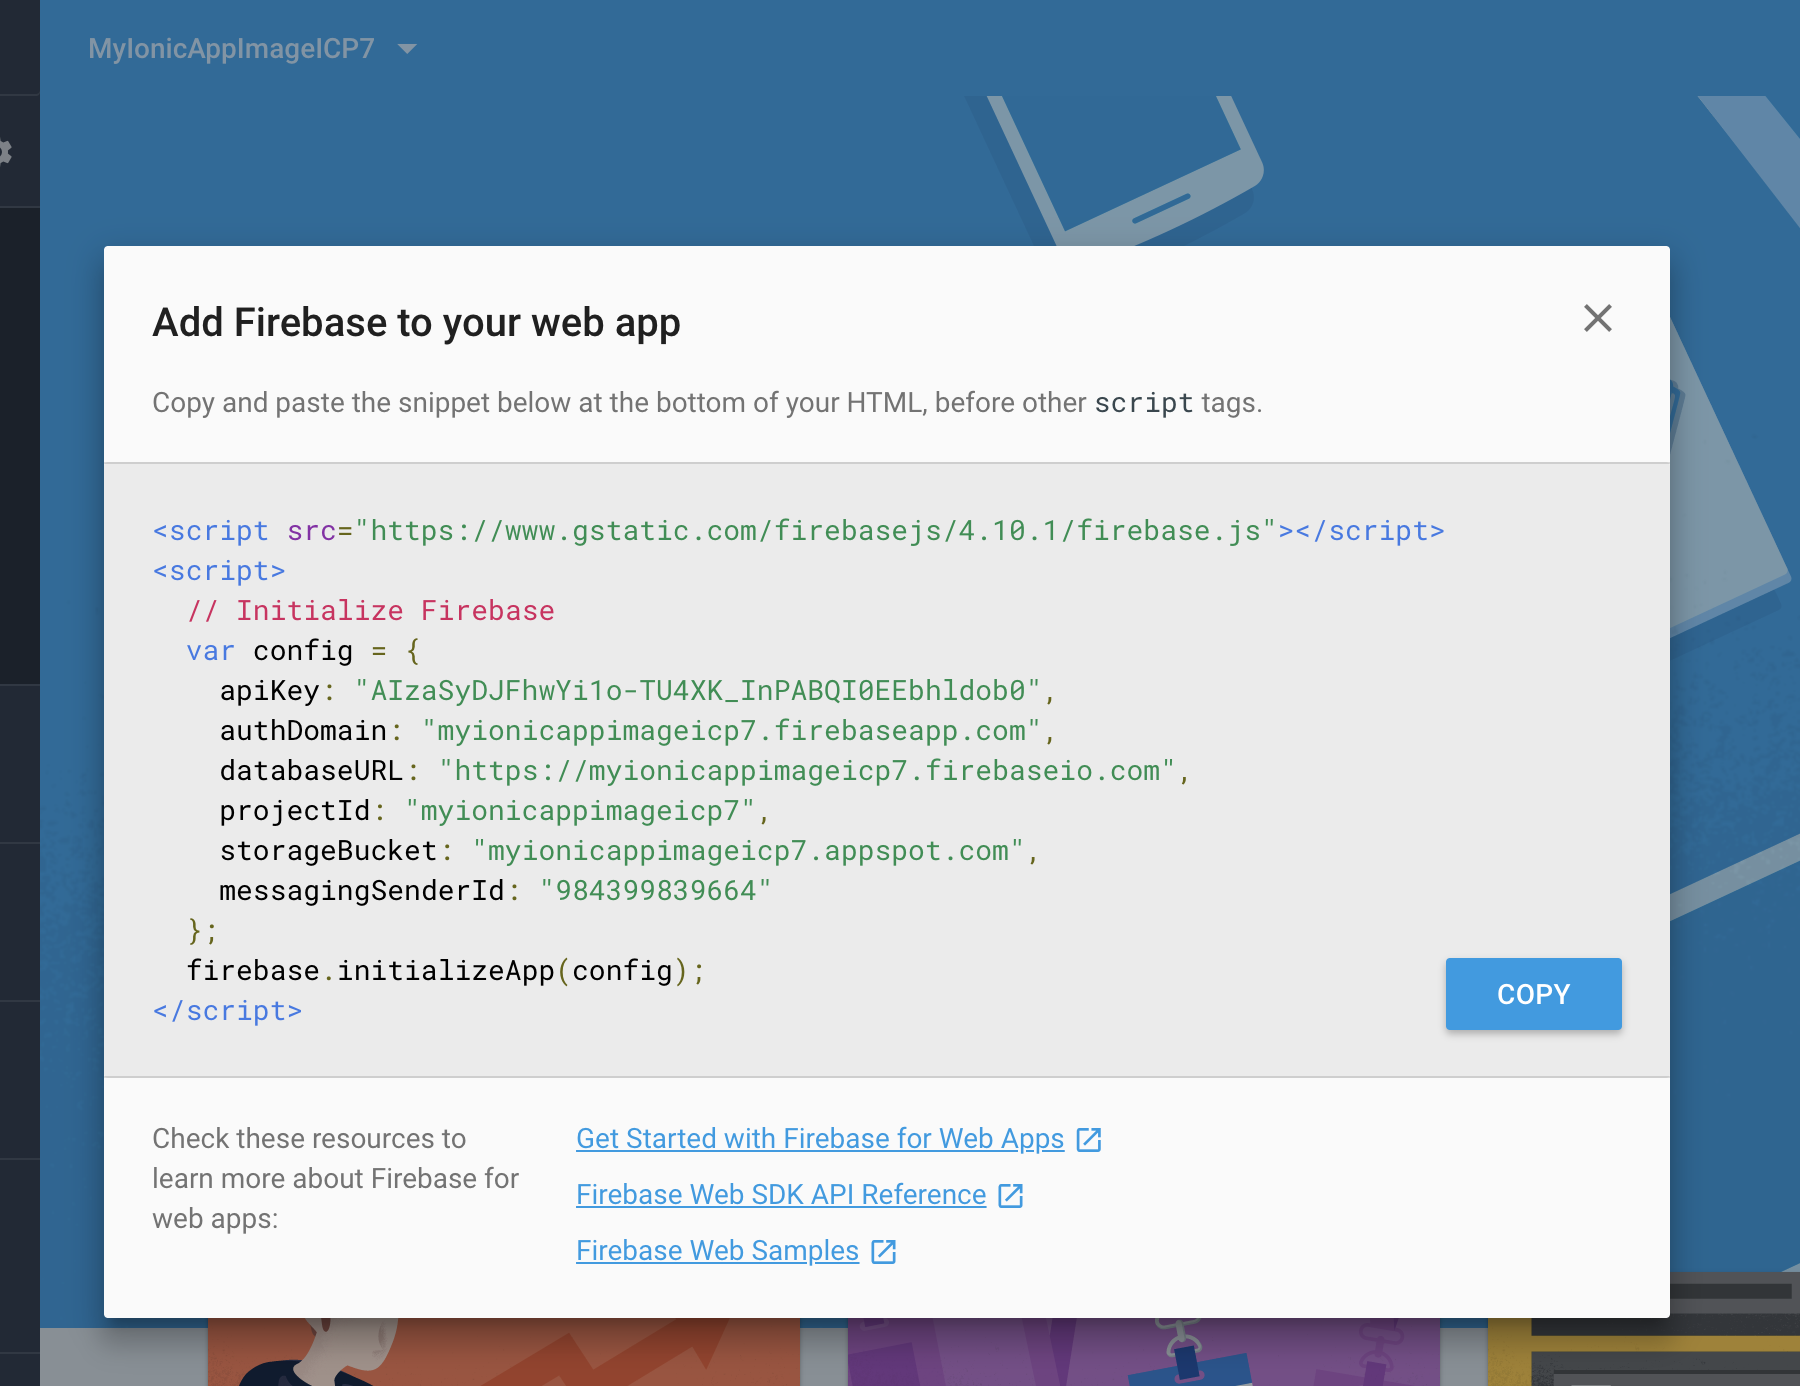 MyIonicAppImageICP7
Add Firebase to your web app
Copy and paste the snippet below at the bottom of your HTML, before other script tags.
<script src="https://www.gstatic.com/firebasejs/4.10.1/firebase.js"></script>
<script>
  // Initialize Firebase
  var config = {
    apiKey: "AIzaSyDJFhwYi1o-TU4XK_InPABQI0EEbhldob0",
    authDomain: "myionicappimageicp7.firebaseapp.com",
    databaseURL: "https://myionicappimageicp7.firebaseio.com",
    projectId: "myionicappimageicp7",
    storageBucket: "myionicappimageicp7.appspot.com",
    messagingSenderId: "984399839664"
  };
  firebase.initializeApp(config);
</script>
COPY
Check these resources to
learn more about Firebase for
web apps:
Get Started with Firebase for Web Apps
Firebase Web SDK API Reference
Firebase Web Samples